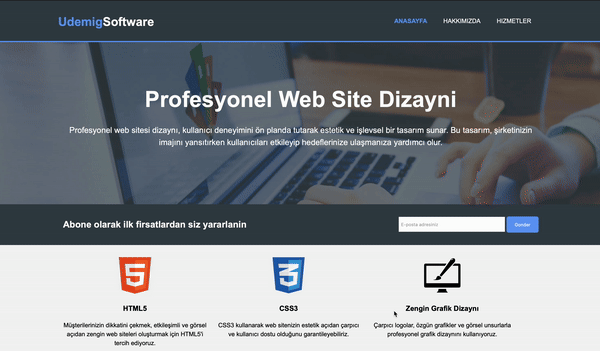 UdemigSoftware
ANASAYFA HAKKIMIZDA HIZMETLER
Profesyonel Web Site Dizayni
Profesyonel web sitesi dizaynı, kullanıcı deneyimini ön planda tutarak estetik ve işlevsel bir tasarım sunar. Bu tasarım, şirketinizin
imajını yansıtırken kullanıcıları etkileyip hedeflerinize ulaşmanıza yardımcı olur.
Abone olarak ilk firsatlardan siz yararlanin
E-posta adresiniz
Gonder
HTML5
Müşterilerinizin dikkatini çekmek, etkileşimli ve görsel
açıdan zengin web siteleri oluşturmak için HTML5'i
tercih ediyoruz.
CSS3
CSS3 kullanarak web sitenizin estetik açıdan çarpıcı
ve kullanıcı dostu olduğunu garantileyebiliriz.
Zengin Grafik Dizaynı
Çarpıcı logolar, özgün grafikler ve görsel unsurlarla
profesyonel grafik dizaynını kullanıyoruz.